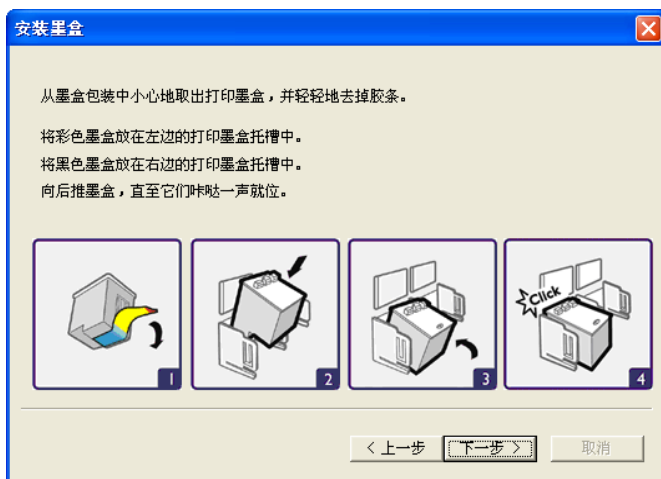 安装墨盒
从墨盒包装中小心地取出打印墨盒，并轻轻地去掉胶条。
将彩色墨盒放在左边的打印墨盒托槽中。
将黑色墨盒放在右边的打印墨盒托槽中。
向后推墨盒，直至它们咔哒一声就位。
Click
1 2 3 4
< 上一步 下一步 > 取消